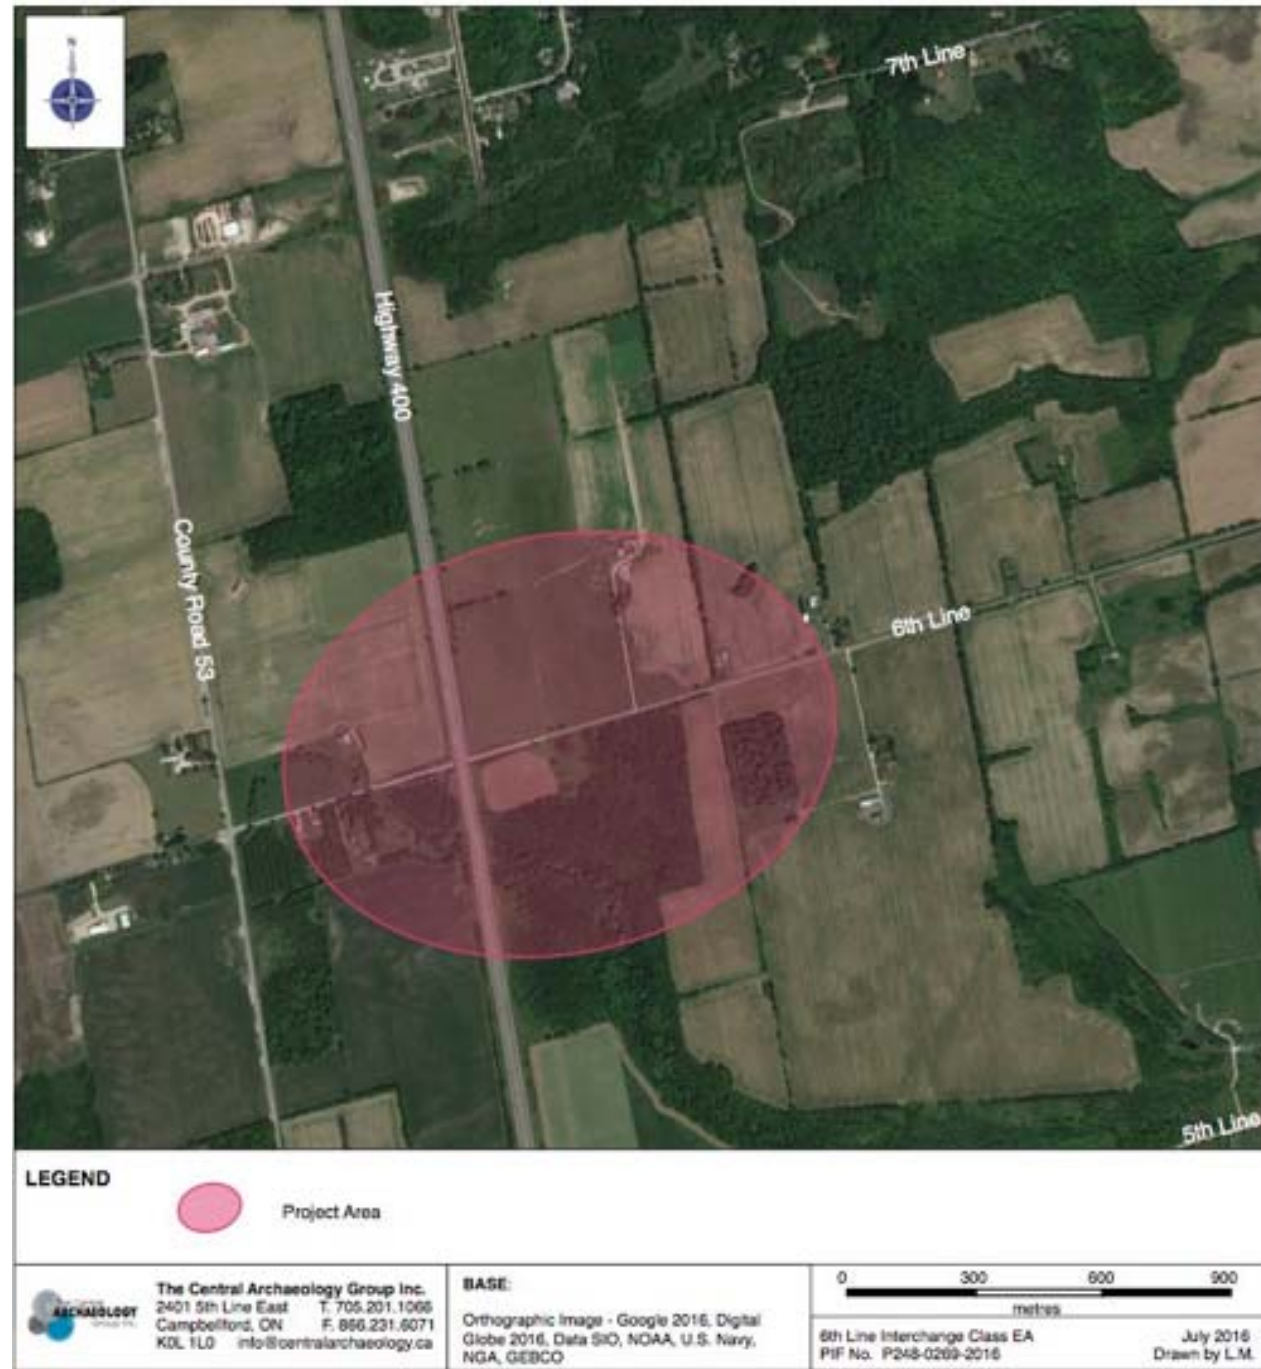 N
7th Line
Highway 400
County Road 53
6th Line
5th Line
LEGEND
Project Area
ARCHAEOLOGY
The Central Archaeology Group Inc.
2401 5th Line East T. 705.201.1066
Campbellford, ON F. 866.231.6071
K0L 1L0 info@centralarchaeology.ca
BASE:
Orthographic Image - Google 2016, Digital
Globe 2016, Data SIO, NOAA, U.S. Navy,
NGA, GEBCO
0 300 600 900
metres
6th Line Interchange Class EA July 2016
PIF No. P248-0269-2016 Drawn by L.M.